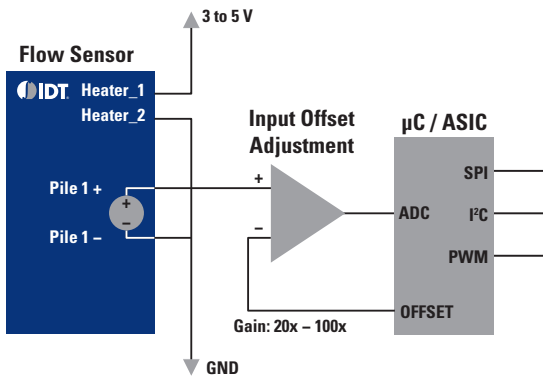 3 to 5 V
Flow Sensor
IDT
Heater_1
Heater_2
Pile 1 +
+
−
Pile 1 −
Input Offset
Adjustment
+
−
Gain: 20x – 100x
µC / ASIC
SPI
ADC
I²C
PWM
OFFSET
GND